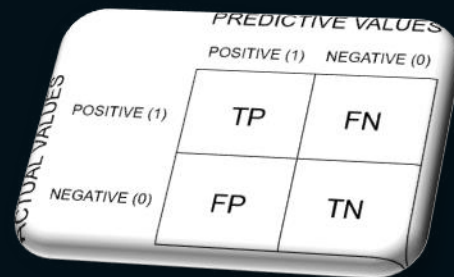 PREDICTIVE VALUES
POSITIVE (1) NEGATIVE (0)
ACTUAL VALUES
POSITIVE (1) TP FN
NEGATIVE (0) FP TN